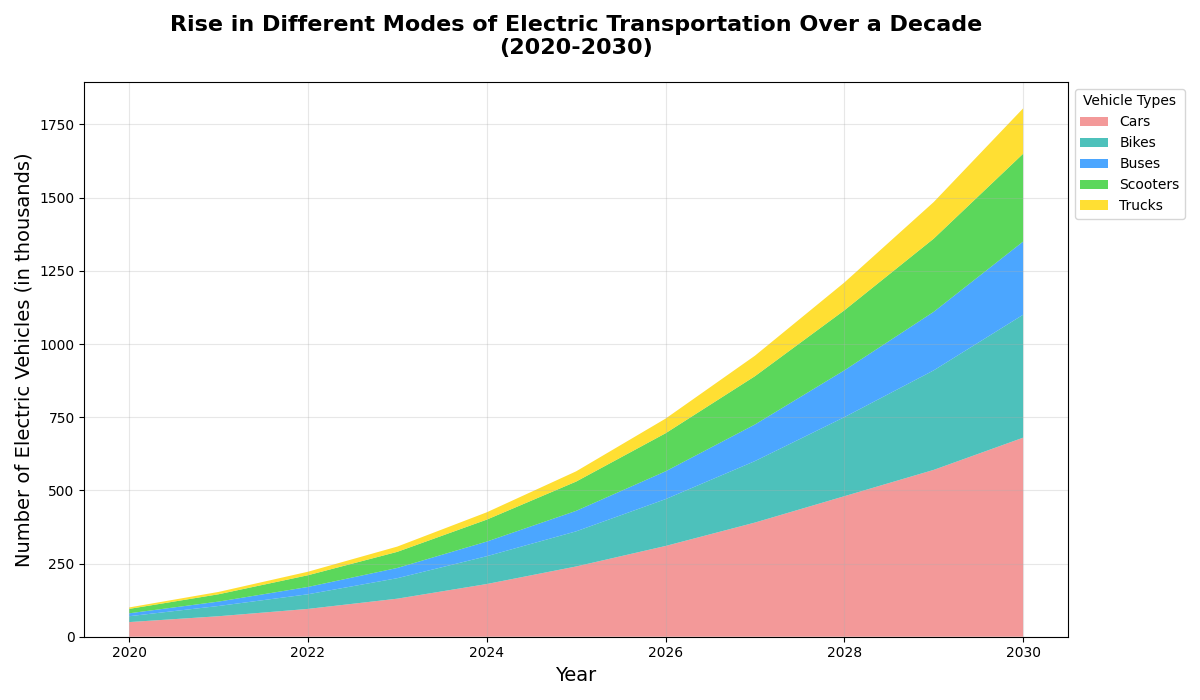 Rise in Different Modes of Electric Transportation Over a Decade
(2020-2030)
Number of Electric Vehicles (in thousands)
1750
1500
1250
1000
750
500
250
0
2020
2022
2024
2026
2028
2030
Year
Vehicle Types
Cars
Bikes
Buses
Scooters
Trucks